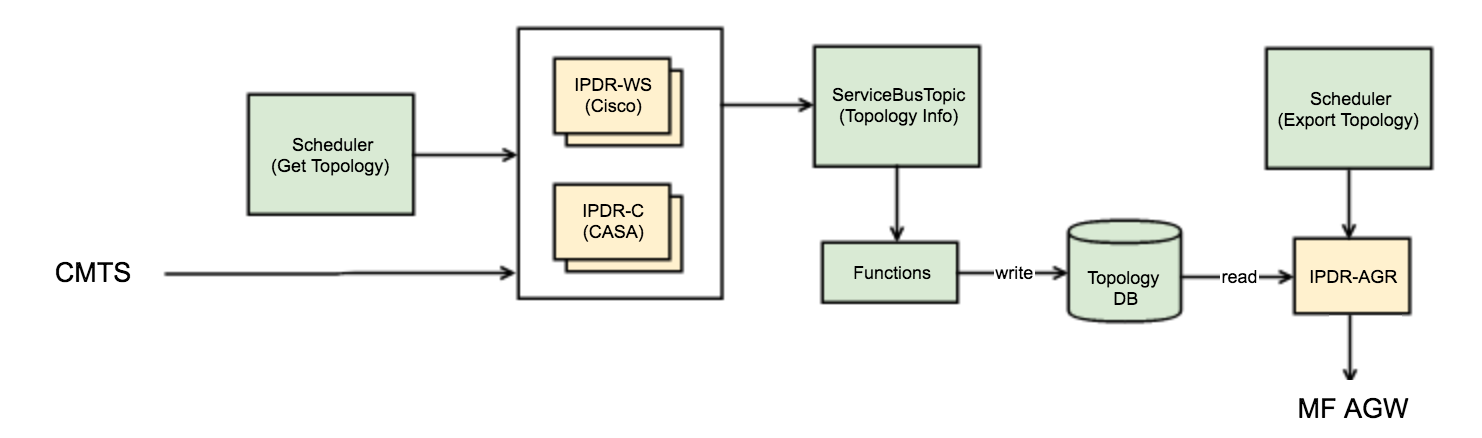 Scheduler
(Get Topology)
IPDR-WS
(Cisco)
IPDR-C
(CASA)
ServiceBusTopic
(Topology Info)
Scheduler
(Export Topology)
CMTS
Functions
write
Topology
DB
read
IPDR-AGR
MF AGW